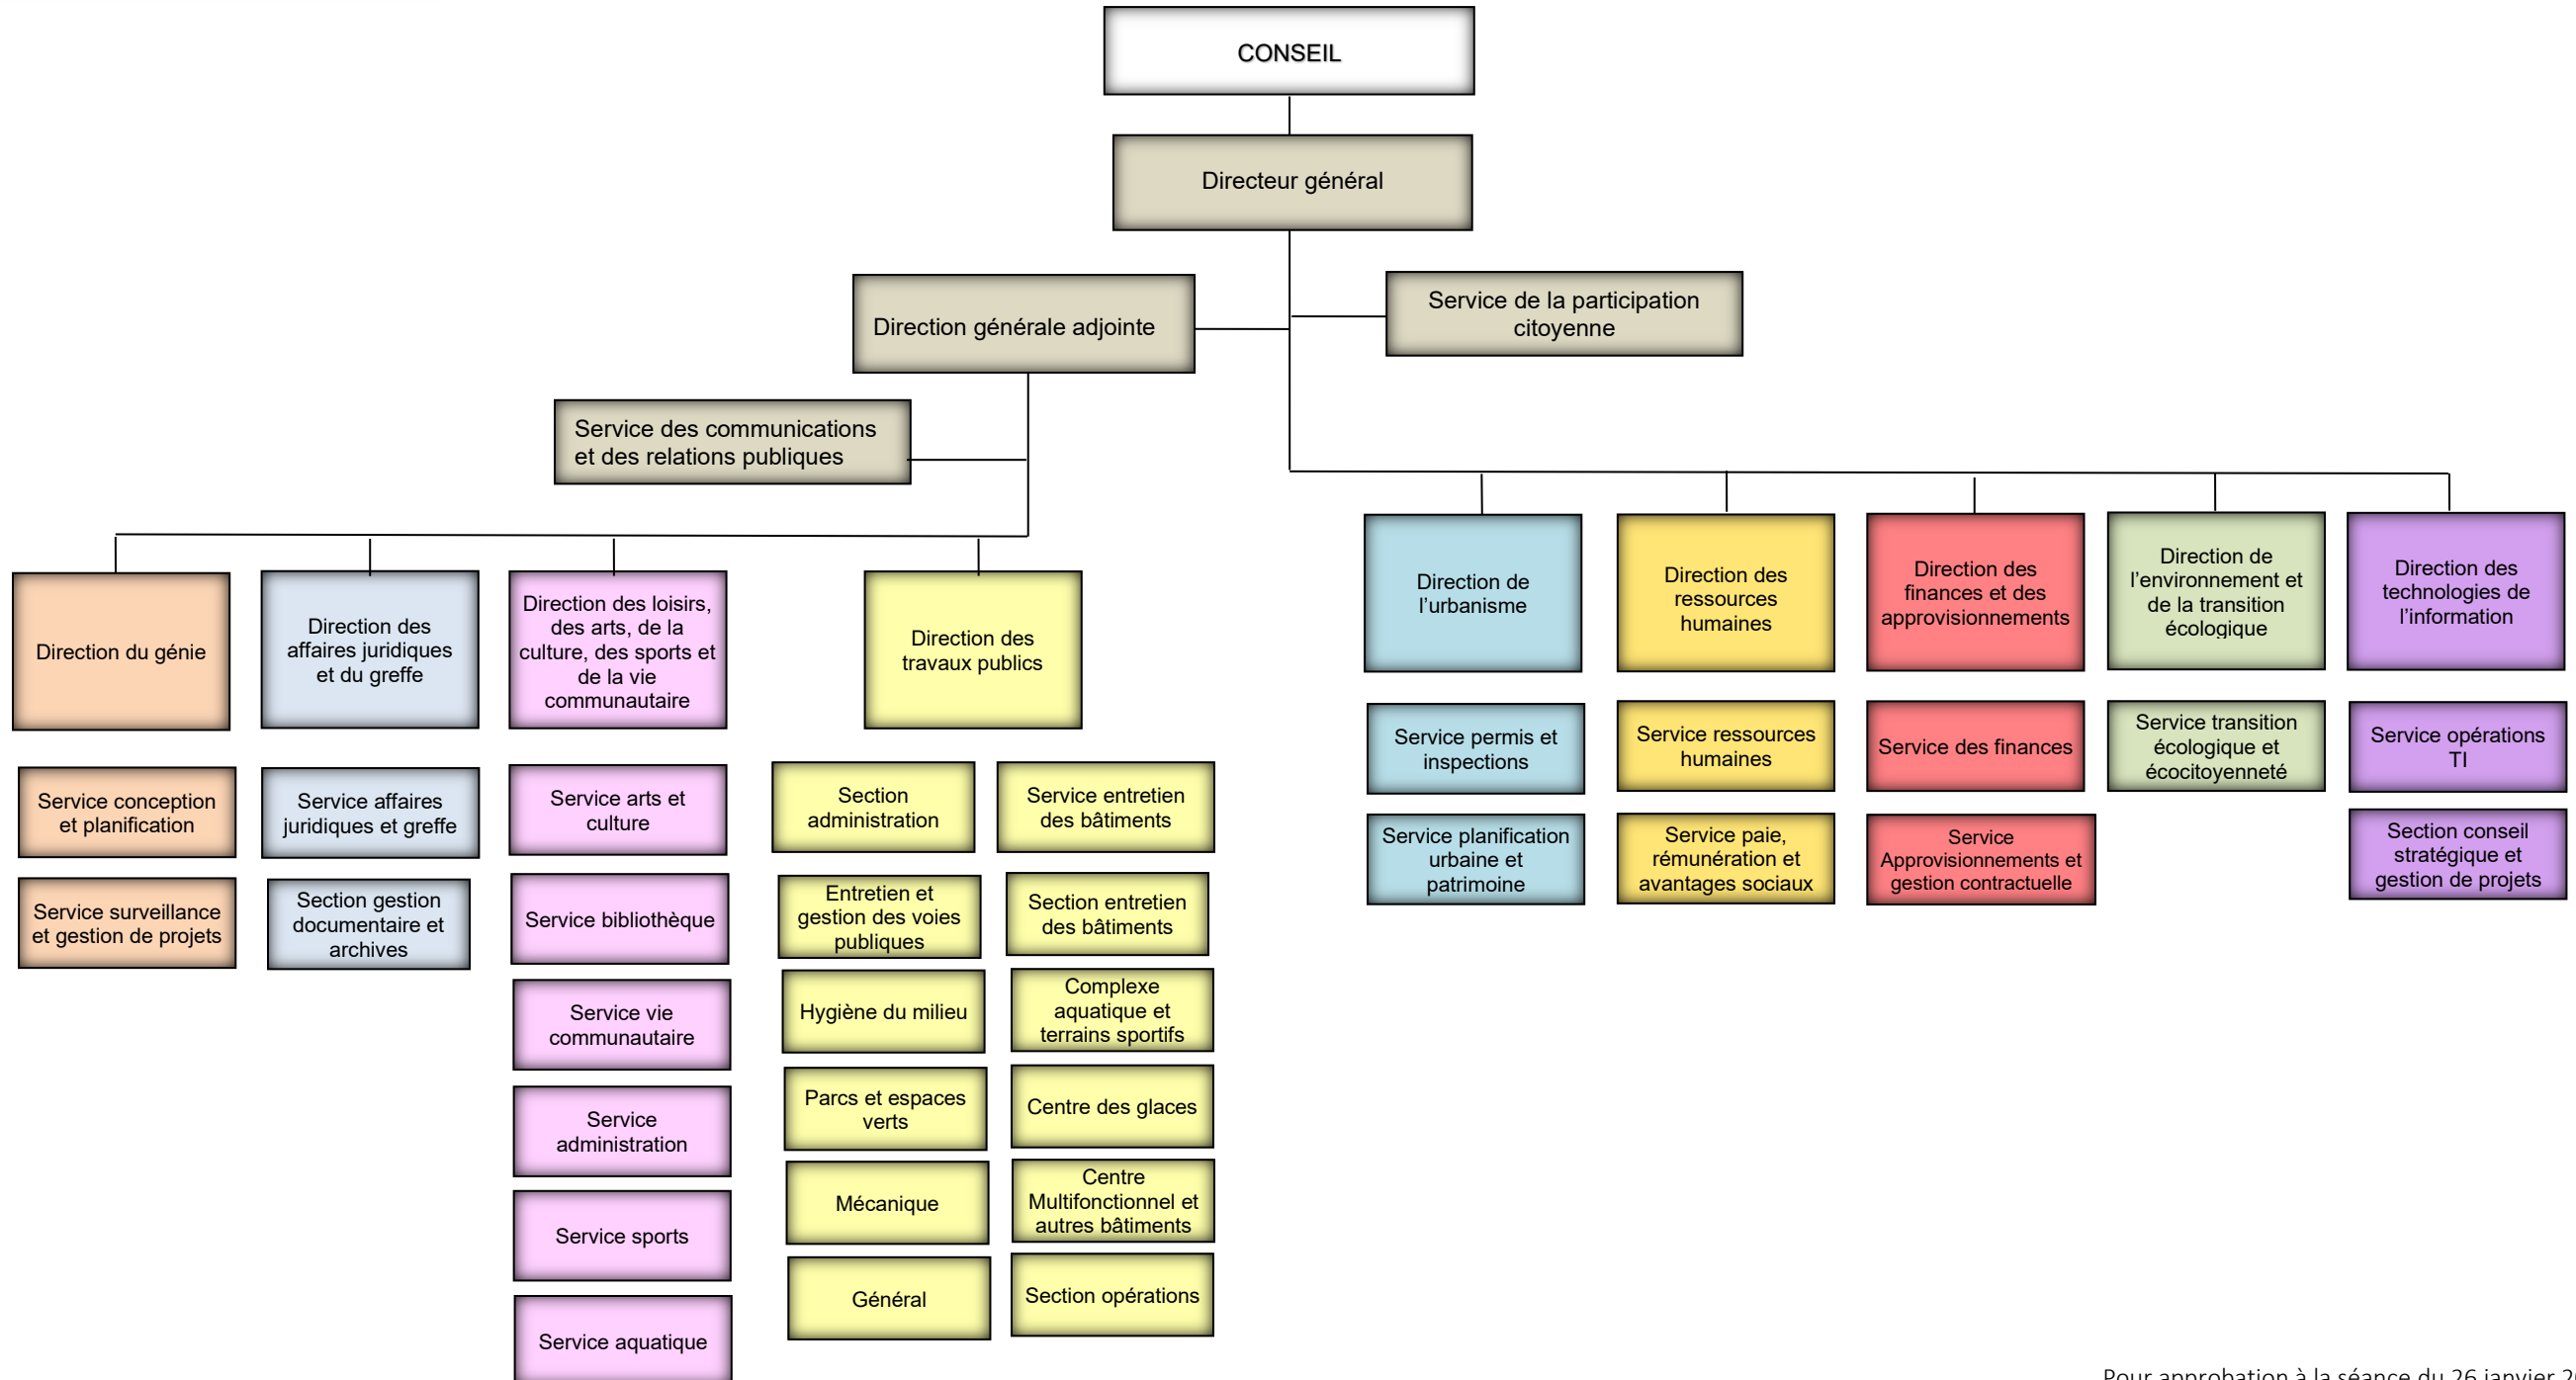 CONSEIL
Directeur général
Direction générale adjointe
Service de la participation
citoyenne
Service des communications
et des relations publiques
Direction du génie
Service conception
et planification
Service surveillance
et gestion de projets
Direction des
affaires juridiques
et du greffe
Service affaires
juridiques et greffe
Section gestion
documentaire et
archives
Direction des loisirs,
des arts, de la
culture, des sports et
de la vie
communautaire
Service arts et
culture
Service bibliothèque
Service vie
communautaire
Service
administration
Service sports
Service aquatique
Direction des
travaux publics
Section
administration
Entretien et
gestion des voies
publiques
Hygiène du milieu
Parcs et espaces
verts
Mécanique
Général
Service entretien
des bâtiments
Section entretien
des bâtiments
Complexe
aquatique et
terrains sportifs
Centre des glaces
Centre
Multifonctionnel et
autres bâtiments
Section opérations
Direction de
l’urbanisme
Service permis et
inspections
Service planification
urbaine et
patrimoine
Direction des
ressources
humaines
Service ressources
humaines
Service paie,
rémunération et
avantages sociaux
Direction des
finances et des
approvisionnements
Service des finances
Service
Approvisionnements et
gestion contractuelle
Direction de
l’environnement et
de la transition
écologique
Service transition
écologique et
écocitoyenneté
Direction des
technologies de
l’information
Service opérations
TI
Section conseil
stratégique et
gestion de projets
Pour approbation à la séance du 26 janvier